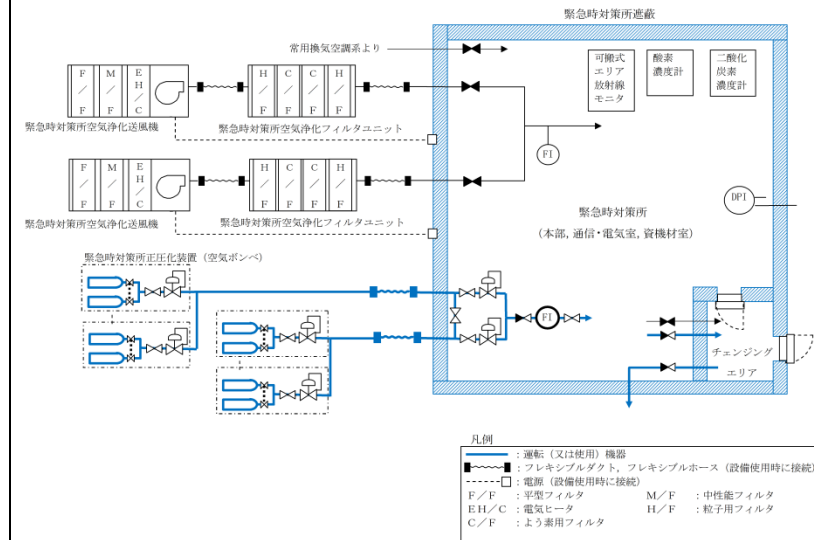 緊急時対策所遮蔽
常用換気空調系より
可搬式
エリア
放射線
モニタ
酸素
濃度計
二酸化
炭素
濃度計
F/F
M/F
EH/C
H/F
C/F
C/F
H/F
緊急時対策所空気浄化送風機
緊急時対策所空気浄化フィルタユニット
FI
F/F
M/F
EH/C
H/F
C/F
C/F
H/F
緊急時対策所空気浄化送風機
緊急時対策所空気浄化フィルタユニット
DPI
緊急時対策所
(本部,通信・電気室,資機材室)
緊急時対策所正圧化装置(空気ボンベ)
FI
チェンジング
エリア
凡例
:運転(又は使用)機器
:フレキシブルダクト,フレキシブルホース(設備使用時に接続)
:電源(設備使用時に接続)
F/F :平型フィルタ M/F :中性能フィルタ
EH/C :電気ヒータ H/F :粒子用フィルタ
C/F :よう素用フィルタ